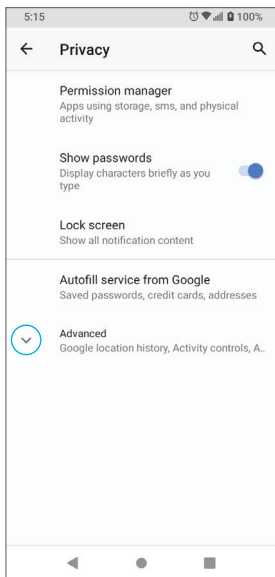 5:15 100%
Privacy
Permission manager
Apps using storage, sms, and physical
activity
Show passwords
Display characters briefly as you
type
Lock screen
Show all notification content
Autofill service from Google
Saved passwords, credit cards, addresses
Advanced
Google location history, Activity controls, A..